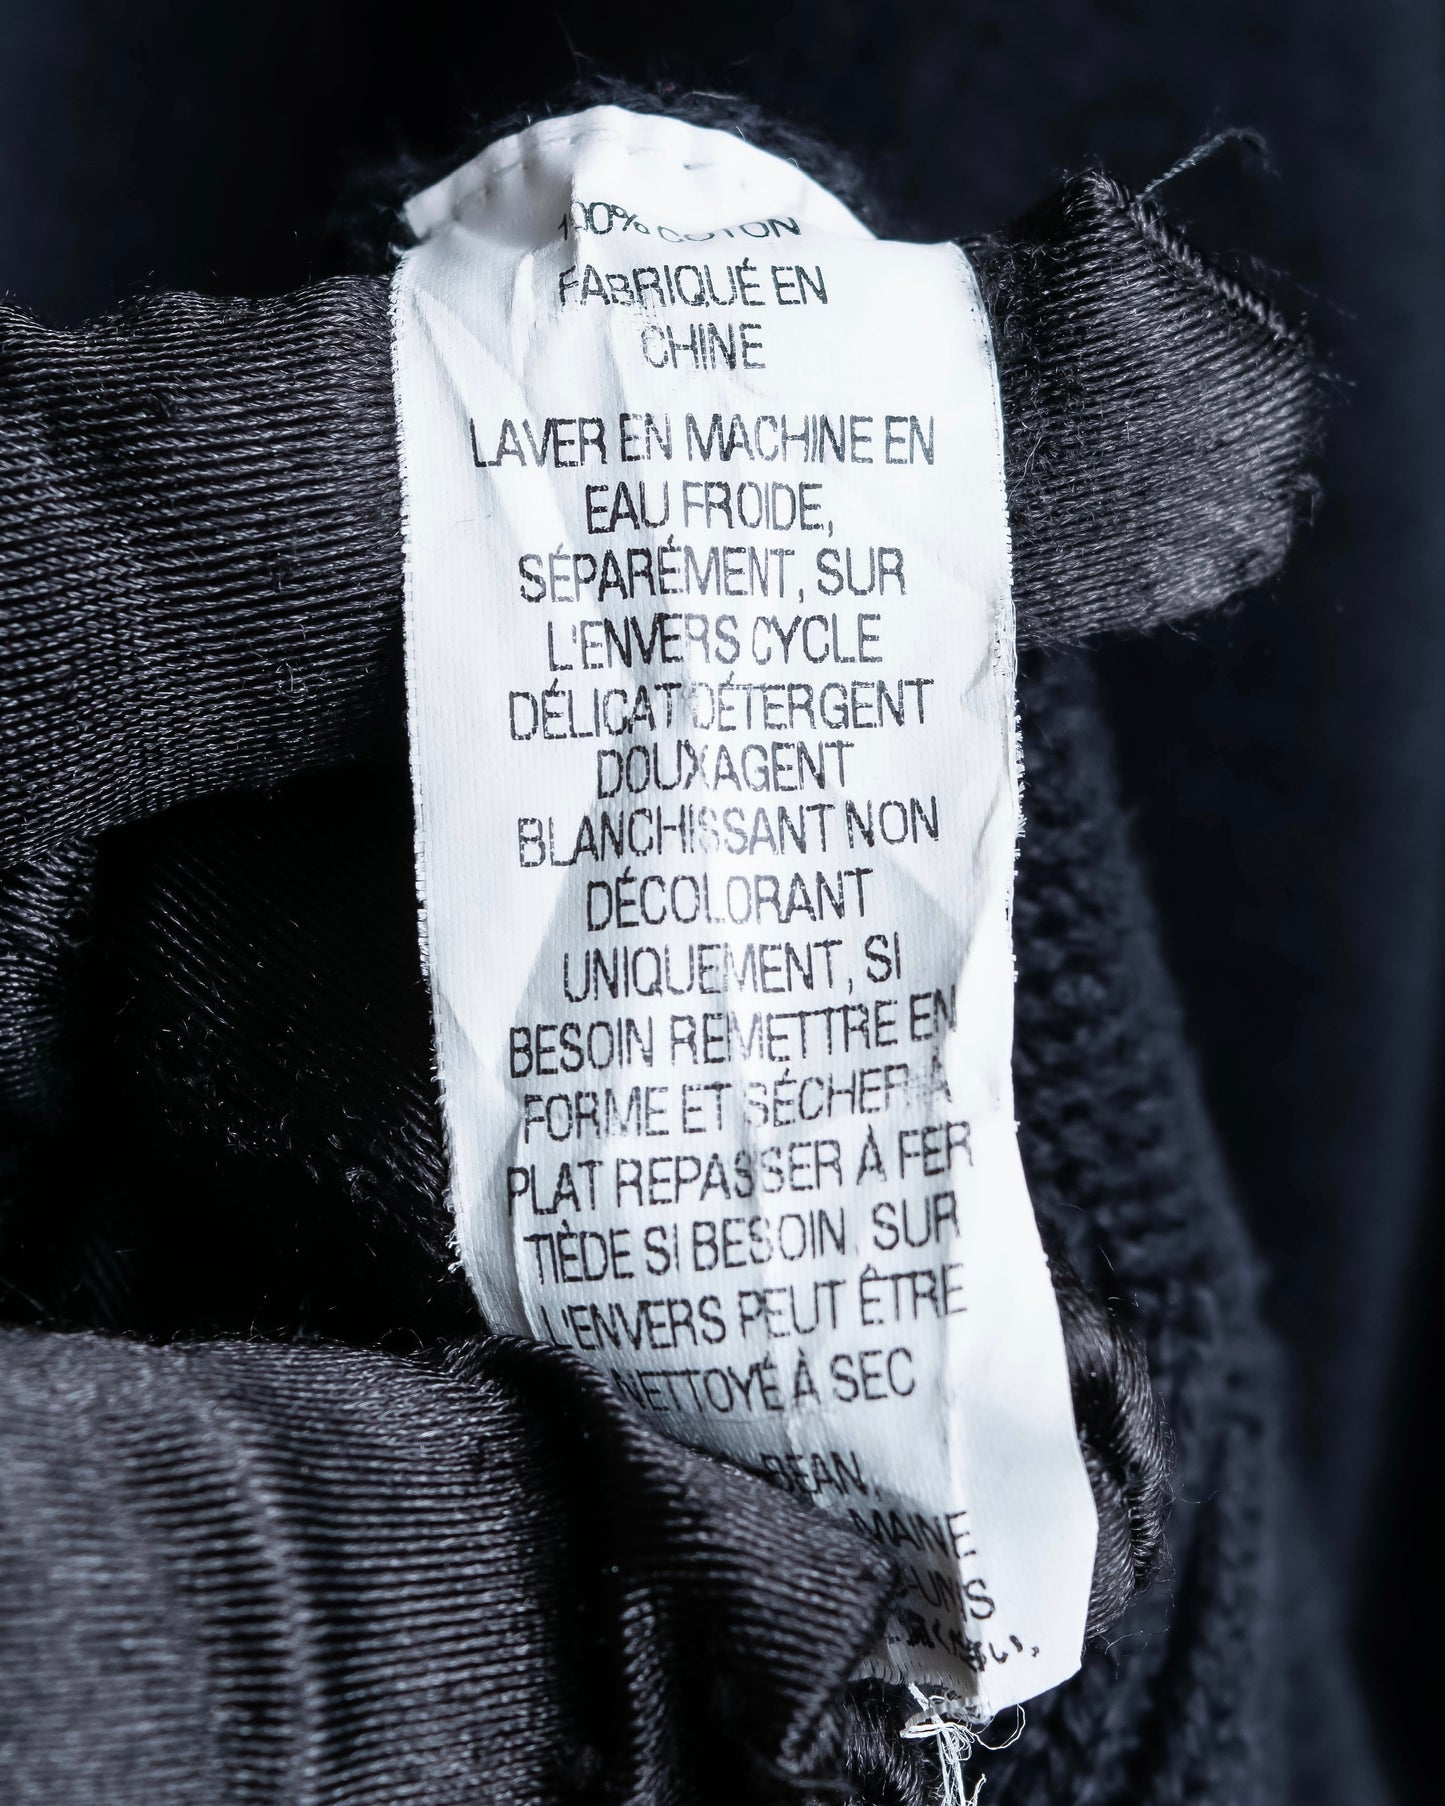 100% COTON
FABRIQUÉ EN
CHINE
LAVER EN MACHINE EN
EAU FROIDE,
SÉPARÉMENT, SUR
L'ENVERS CYCLE
DÉLICAT DÉTERGENT
DOUX AGENT
BLANCHISSANT NON
DÉCOLORANT
UNIQUEMENT, SI
BESOIN REMETTRE EN
FORME ET SÉCHER À
PLAT REPASSER À FER
TIÈDE SI BESOIN, SUR
L'ENVERS PEUT ÊTRE
NETTOYÉ À SEC